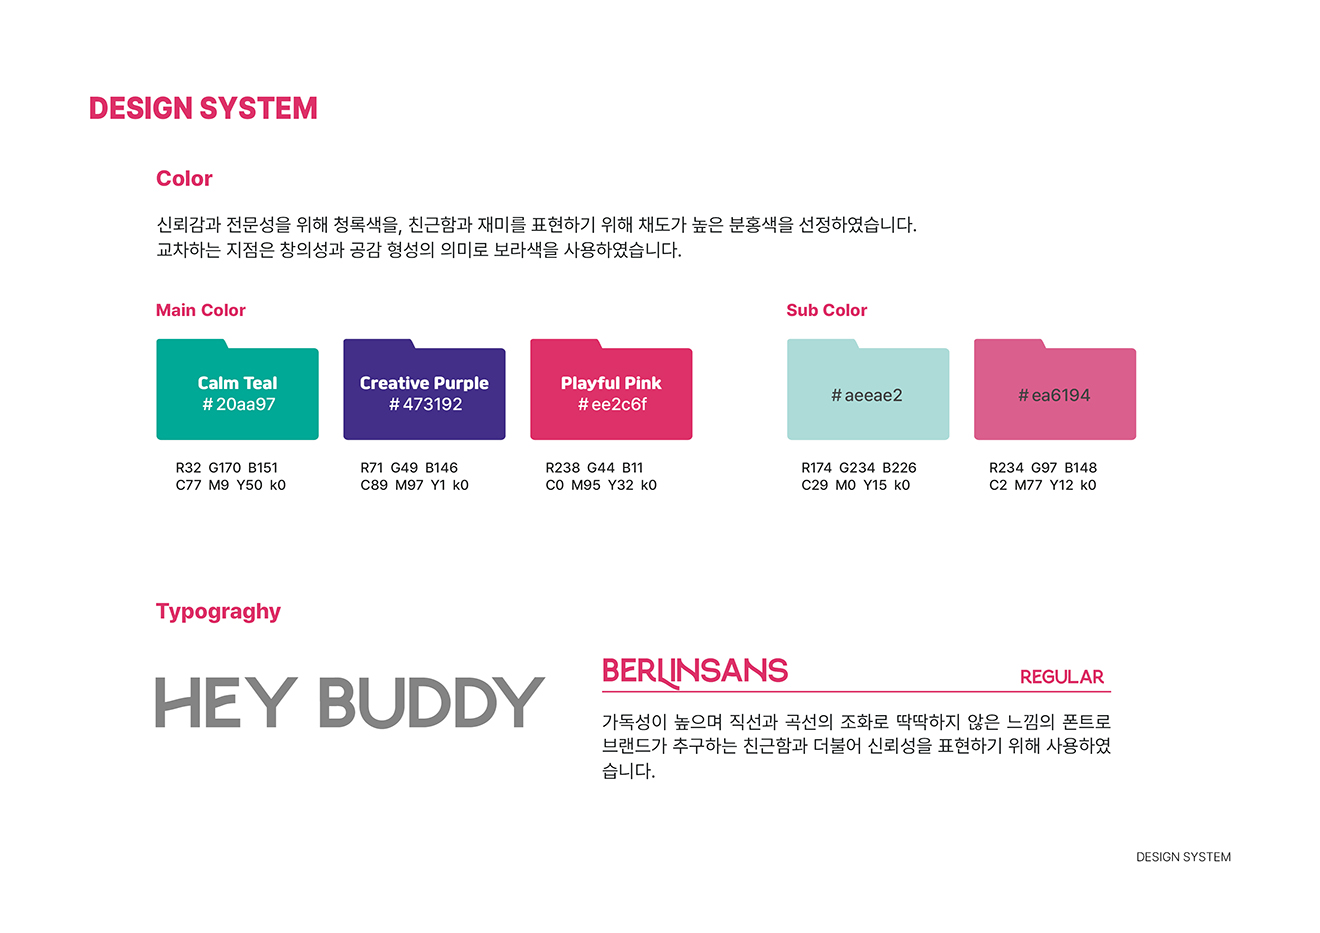 DESIGN SYSTEM
Color
신뢰감과 전문성을 위해 청록색을, 친근함과 재미를 표현하기 위해 채도가 높은 분홍색을 선정하였습니다.
교차하는 지점은 창의성과 공감 형성의 의미로 보라색을 사용하였습니다.
Main Color
Calm Teal
#20aa97
R32 G170 B151
C77 M9 Y50 k0
Creative Purple
#473192
R71 G49 B146
C89 M97 Y1 k0
Playful Pink
#ee2c6f
R238 G44 B11
C0 M95 Y32 k0
Sub Color
#aeeae2
R174 G234 B226
C29 M0 Y15 k0
#ea6194
R234 G97 B148
C2 M77 Y12 k0
Typograghy
HEY BUDDY
BERLINSANS
REGULAR
가독성이 높으며 직선과 곡선의 조화로 딱딱하지 않은 느낌의 폰트로
브랜드가 추구하는 친근함과 더불어 신뢰성을 표현하기 위해 사용하였
습니다.
DESIGN SYSTEM